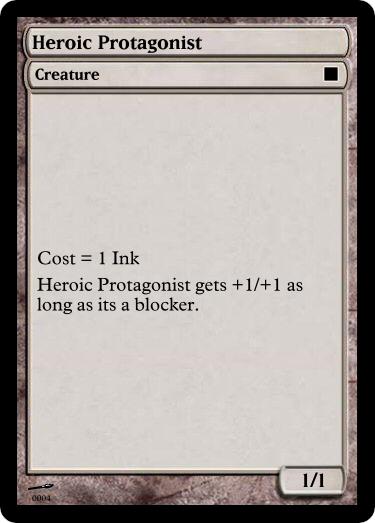 Heroic Protagonist
Creature
Cost = 1 Ink
Heroic Protagonist gets +1/+1 as
long as its a blocker.
1/1
0004